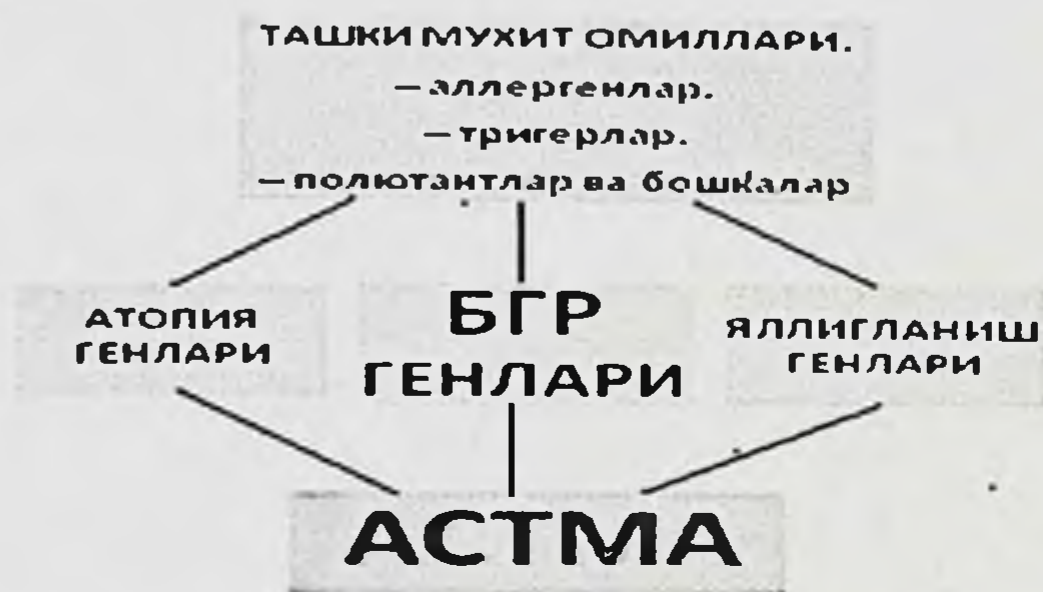 ТАШКИ МУХИТ ОМИЛЛАРИ.
– аллергенлар.
– тригерлар.
– полютантлар ва бошкалар
АТОПИЯ
ГЕНЛАРИ
БГР
ГЕНЛАРИ
ЯЛЛИГЛАНИШ
ГЕНЛАРИ
АСТМА